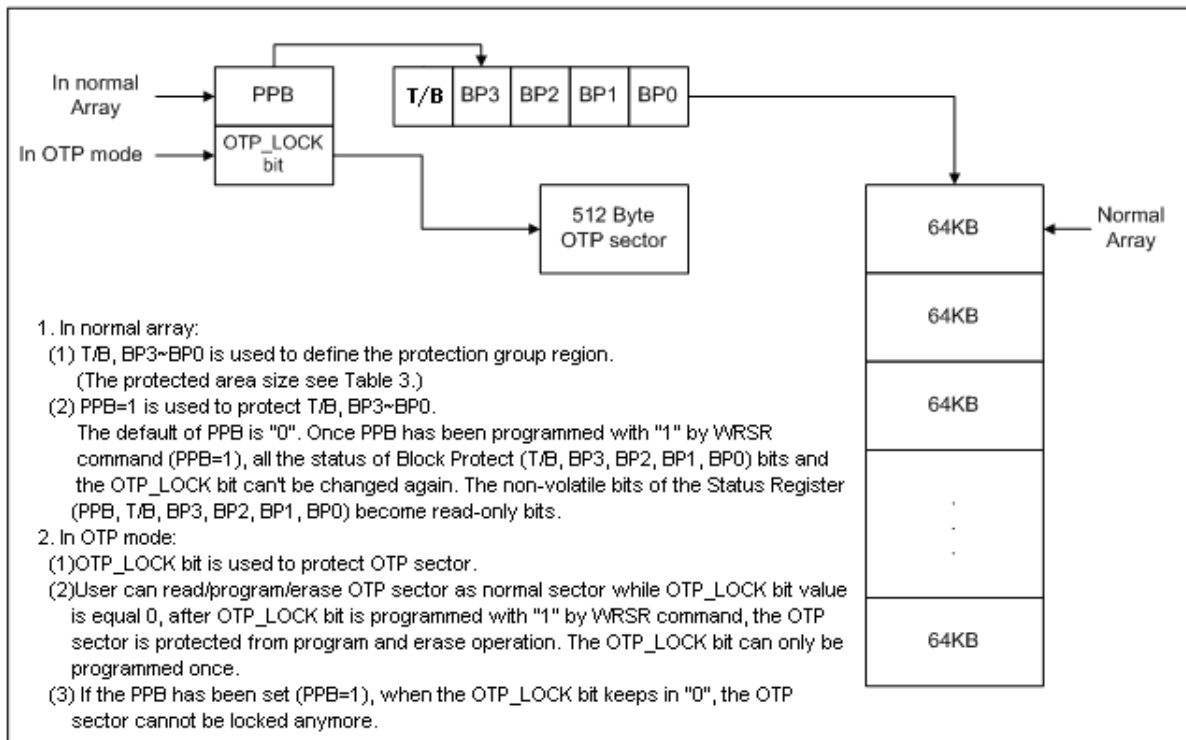 In normal
Array
PPB
T/B BP3 BP2 BP1 BP0
In OTP mode
OTP_LOCK
bit
512 Byte
OTP sector
64KB
Normal
Array
64KB
64KB
.
.
.
64KB
1. In normal array:
(1) T/B, BP3~BP0 is used to define the protection group region.
(The protected area size see Table 3.)
(2) PPB=1 is used to protect T/B, BP3~BP0.
The default of PPB is "0". Once PPB has been programmed with "1" by WRSR
command (PPB=1), all the status of Block Protect (T/B, BP3, BP2, BP1, BP0) bits and
the OTP_LOCK bit can't be changed again. The non-volatile bits of the Status Register
(PPB, T/B, BP3, BP2, BP1, BP0) become read-only bits.
2. In OTP mode:
(1)OTP_LOCK bit is used to protect OTP sector.
(2)User can read/program/erase OTP sector as normal sector while OTP_LOCK bit value
is equal 0, after OTP_LOCK bit is programmed with "1" by WRSR command, the OTP
sector is protected from program and erase operation. The OTP_LOCK bit can only be
programmed once.
(3) If the PPB has been set (PPB=1), when the OTP_LOCK bit keeps in "0", the OTP
sector cannot be locked anymore.